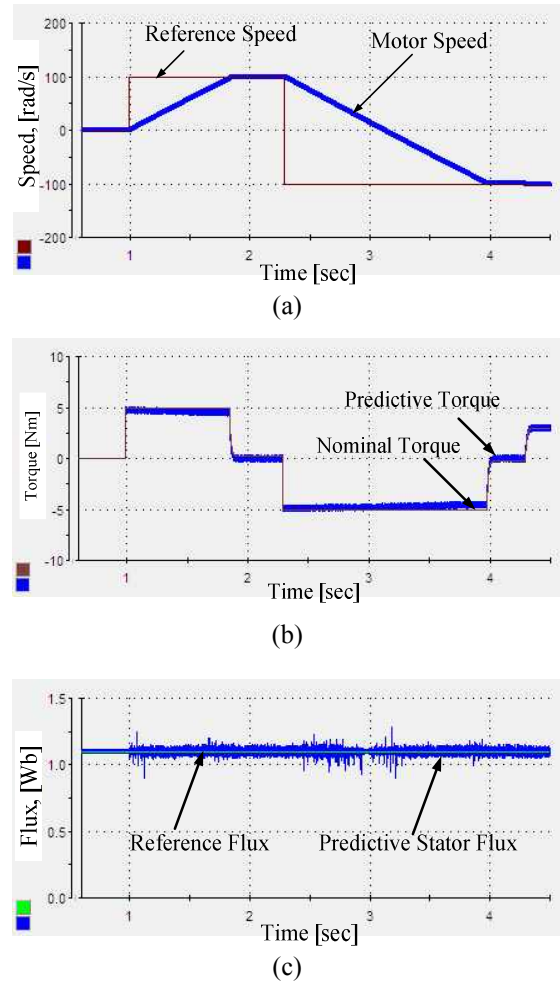 200
Reference Speed
Motor Speed
100
0
-100
-200
Speed, [rad/s]
1
2
3
4
Time [sec]
(a)
10
Predictive Torque
5
Nominal Torque
0
-5
-10
Torque [Nm]
1
2
3
4
Time [sec]
(b)
1.5
1.0
0.5
Reference Flux
Predictive Stator Flux
0.0
Flux, [Wb]
1
2
3
4
Time [sec]
(c)